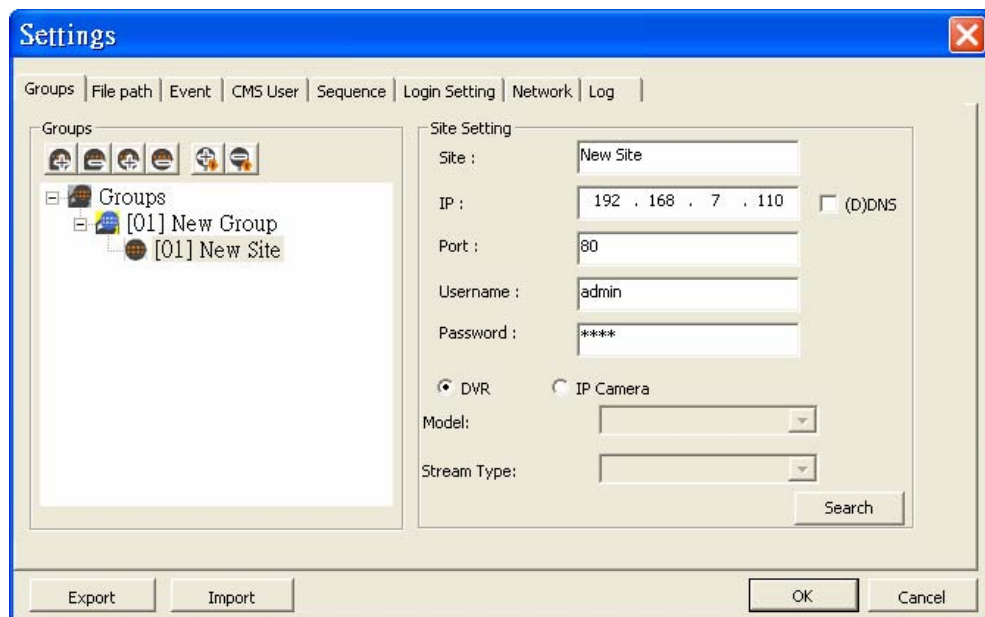 Settings
Groups File path Event CMS User Sequence Login Setting Network Log
Groups
Groups
[01] New Group
[01] New Site
Site Setting
Site : New Site
IP : 192 . 168 . 7 . 110 (D)DNS
Port : 80
Username : admin
Password : ****
DVR IP Camera
Model:
Stream Type:
Search
Export Import OK Cancel